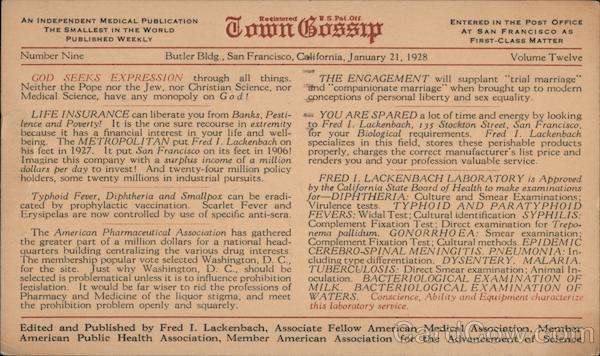 An Independent Medical Publication
The Smallest in the World
Published Weekly
Registered U S Pat. Off
Town Gossip
Entered in the Post Office
at San Francisco as
First-Class Matter
Number Nine
Butler Bldg., San Francisco, California, January 21, 1928
Volume Twelve
GOD SEEKS EXPRESSION through all things.
Neither the Pope nor the Jew, nor Christian Science, nor
Medical Science, have any monopoly on God!
LIFE INSURANCE can liberate you from Banks, Pesti-
lence and Poverty! It is the one sure recourse in extremity
because it has a financial interest in your life and well-
being. The METROPOLITAN put Fred I. Lackenbach on
his feet in 1927. It put San Francisco on its feet in 1906!
Imagine this company with a surplus income of a million
dollars per day to invest! And twenty-four million policy
holders, some twenty millions in industrial pursuits.
Typhoid Fever, Diphtheria and Smallpox can be eradi-
cated by prophylactic vaccination. Scarlet Fever and
Erysipelas are now controlled by use of specific anti-sera.
The American Pharmaceutical Association has gathered
the greater part of a million dollars for a national head-
quarters building centralizing the various drug interests.
The membership popular vote selected Washington, D. C.,
for the site. Just why Washington, D. C., should be
selected is problematical unless it is to influence prohibition
legislation. It would be far wiser to rid the professions of
Pharmacy and Medicine of the liquor stigma, and meet
the prohibition problem openly and squarely.
THE ENGAGEMENT will supplant "trial marriage"
and "companionate marriage" when brought up to modern
conceptions of personal liberty and sex equality.
YOU ARE SPARED a lot of time and energy by looking
to Fred I. Lackenbach, 135 Stockton Street, San Francisco,
for your Biological requirements. Fred I. Lackenbach
specializes in this field, stores these perishable products
properly, charges the correct manufacturer's list price and
renders you and your profession valuable service.
FRED I. LACKENBACH LABORATORY is Approved
by the California State Board of Health to make examinations
for—DIPHTHERIA: Culture and Smear Examinations;
Virulence tests. TYPHOID AND PARATYPHOID
FEVERS: Widal Test; Cultural identification SYPHILIS:
Complement Fixation Test; Direct examination for Trepo-
nema pallidum. GONORRHOEA: Smear examination;
Complement Fixation Test; Cultural methods. EPIDEMIC
CEREBRO-SPINAL MENINGITIS. PNEUMONIA: In-
cluding type differentiation. DYSENTERY. MALARIA.
TUBERCULOSIS: Direct Smear examination; Animal In-
oculation. BACTERIOLOGICAL EXAMINATION OF
MILK. BACTERIOLOGICAL EXAMINATION OF
WATERS. Conscience, Ability and Equipment characterize
this laboratory service.
Edited and Published by Fred I. Lackenbach, Associate Fellow American Medical Association, Member
American Public Health Association, Member American Association for the Advancement of Science
CardCow.com